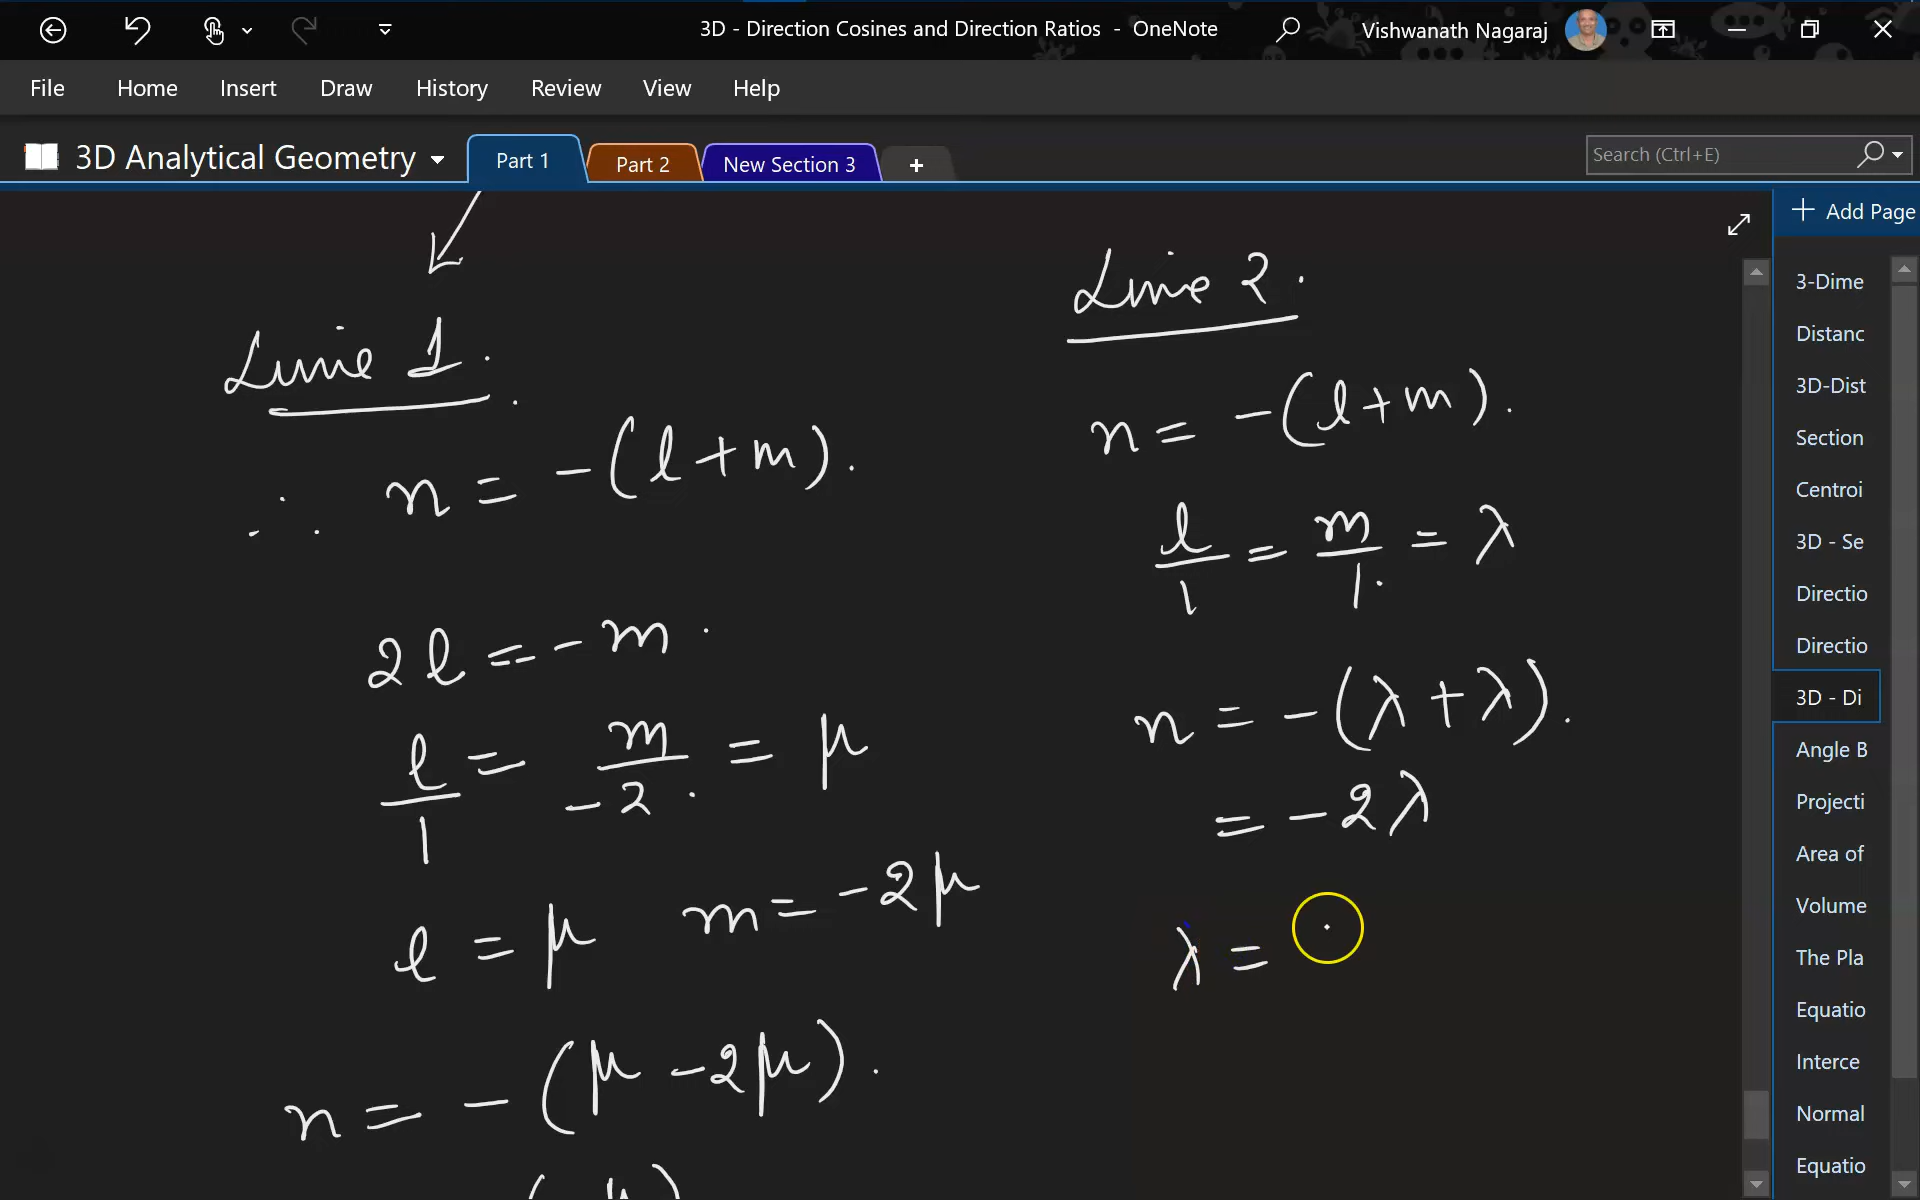 3D - Direction Cosines and Direction Ratios - OneNote
Vishwanath Nagaraj
File Home Insert Draw History Review View Help
3D Analytical Geometry
Part 1
Part 2
New Section 3
+
Search (Ctrl+E)
+ Add Page
3-Dime
Distanc
3D-Dist
Section
Centroi
3D - Se
Directio
Directio
3D - Di
Angle B
Projecti
Area of
Volume
The Pla
Equatio
Interce
Normal
Equatio
Line 1.
∴ n = -(l+m).
2l = -m.
l/1 = m/-2 = μ
l = μ m = -2μ
n = -(μ -2μ).
Line 2.
n = -(l+m).
l/1 = m/1 = λ
n = -(λ+λ).
= -2λ
λ =